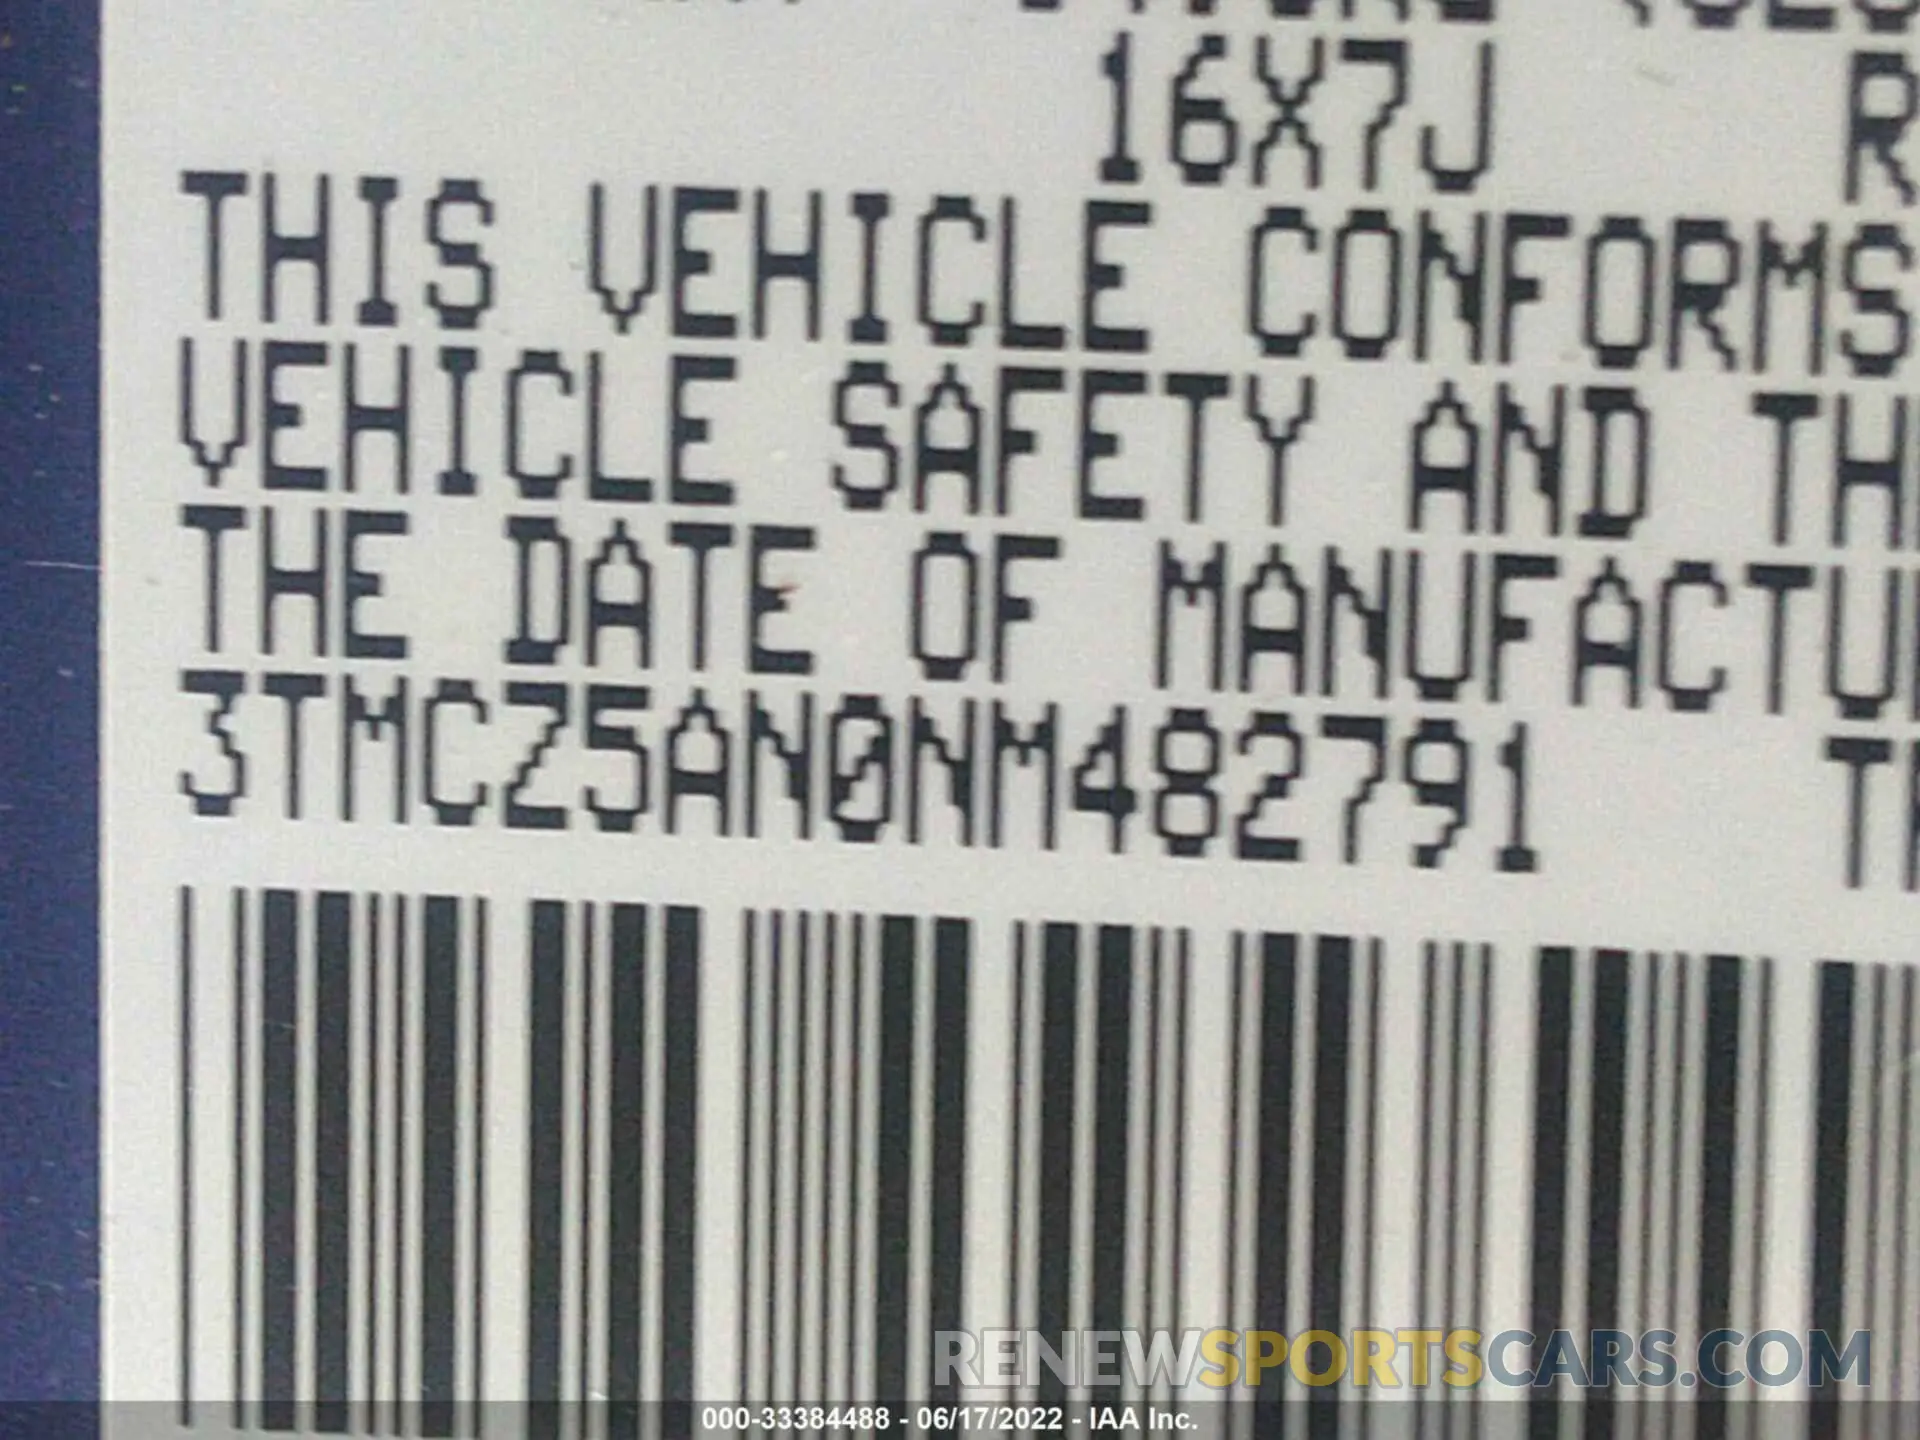 16X7J R
THIS VEHICLE CONFORMS
VEHICLE SAFETY AND TH
THE DATE OF MANUFACTU
3TMCZ5AN0NM482791 T
RENEWSPORTSCARS.COM
000-33384488 - 06/17/2022 - IAA Inc.